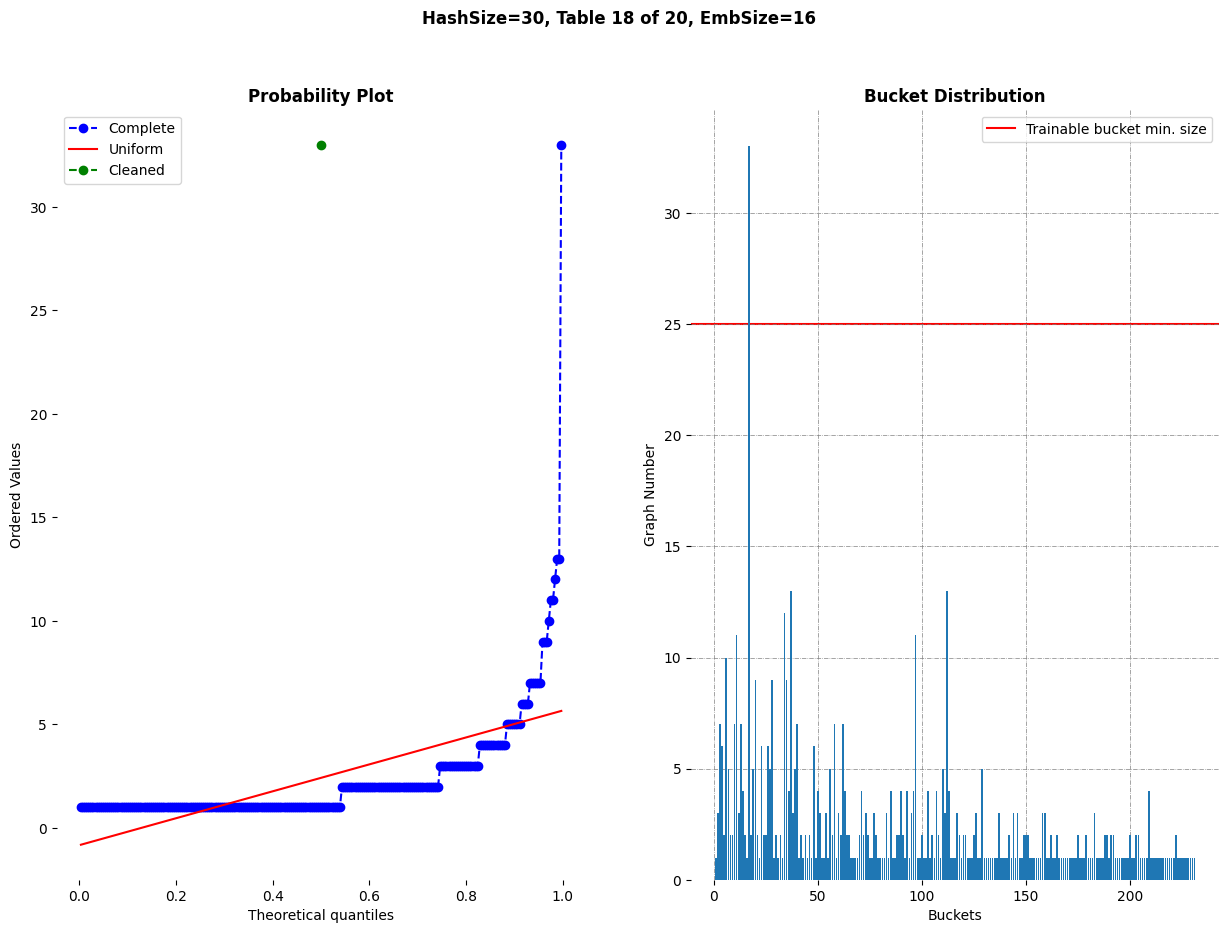 HashSize=30, Table 18 of 20, EmbSize=16
Probability Plot
Complete
Uniform
Cleaned
30
25
20
15
10
5
0
Ordered Values
0.0 0.2 0.4 0.6 0.8 1.0
Theoretical quantiles
Bucket Distribution
Trainable bucket min. size
30
25
20
15
10
5
0
Graph Number
0 50 100 150 200
Buckets